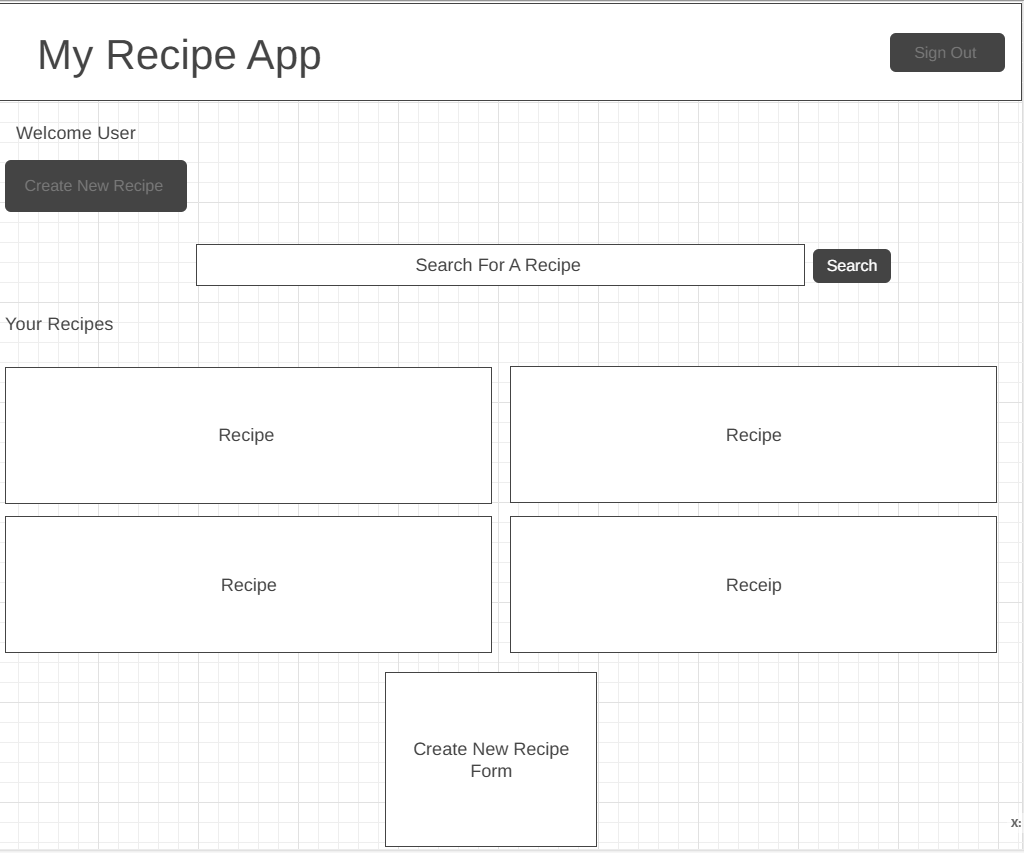 My Recipe App
Sign Out
Welcome User
Create New Recipe
Search For A Recipe
Search
Your Recipes
Recipe
Recipe
Recipe
Receip
Create New Recipe
Form
X: